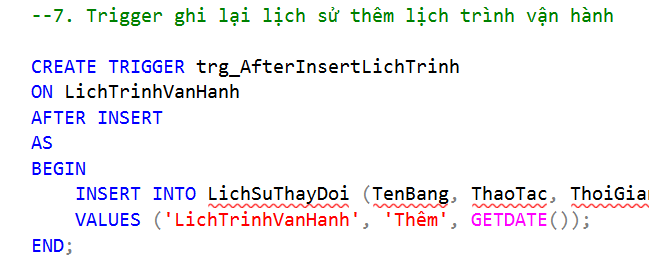 --7. Trigger ghi lại lịch sử thêm lịch trình vận hành
CREATE TRIGGER trg_AfterInsertLichTrinh
ON LichTrinhVanHanh
AFTER INSERT
AS
BEGIN
INSERT INTO LichSuThayDoi (TenBang, ThaoTac,
VALUES ('LichTrinhVanHanh', 'Thêm', GETDATE());
END;